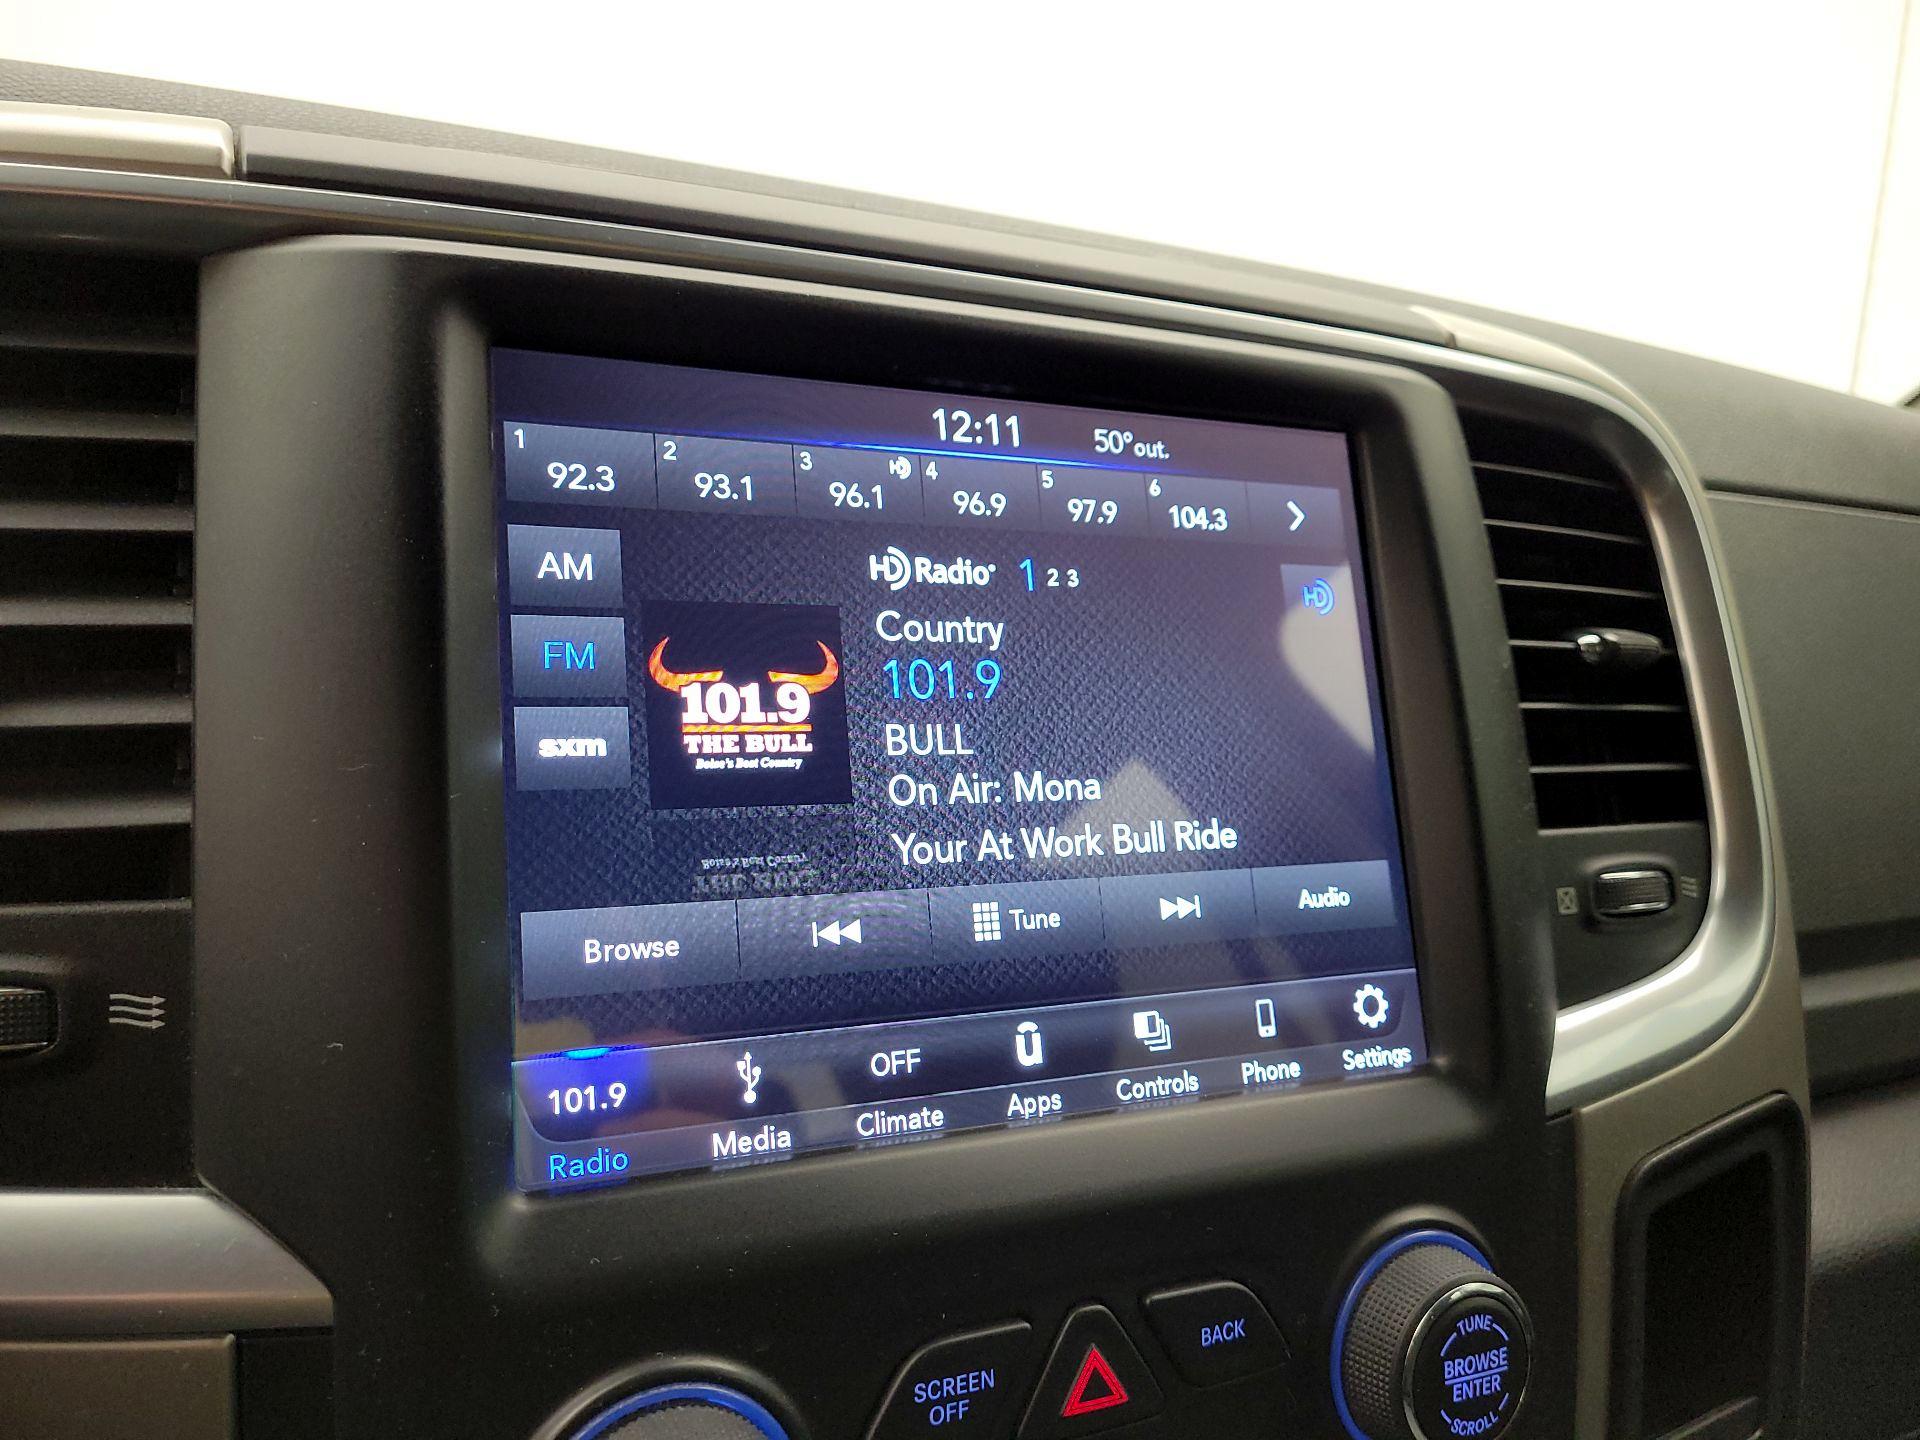 12:11 50°out.
1 2 3 HD 4 5 6
92.3 93.1 96.1 96.9 97.9 104.3
AM
FM
sxm
HD Radio 1 2 3
HD
Country
101.9
BULL
On Air: Mona
Your At Work Bull Ride
101.9
THE BULL
Boise's Best Country
Browse Tune Audio
101.9 OFF
Radio Media Climate Apps Controls Phone Settings
SCREEN
OFF
BACK
TUNE
BROWSE
ENTER
SCROLL